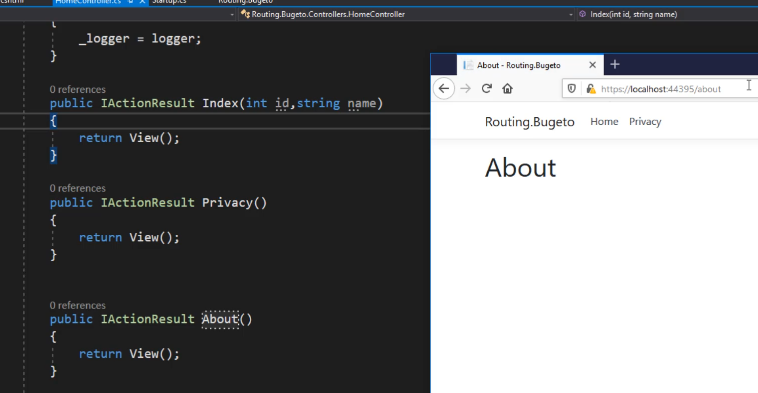 HomeController.cs Startup.cs Routing.Bugeto
Routing.Bugeto.Controllers.HomeController Index(int id, string name)
{
_logger = logger;
}
0 references
public IActionResult Index(int id,string name)
{
return View();
}
0 references
public IActionResult Privacy()
{
return View();
}
0 references
public IActionResult About()
{
return View();
}
About - Routing.Bugeto
https://localhost:44395/about
Routing.Bugeto Home Privacy
About